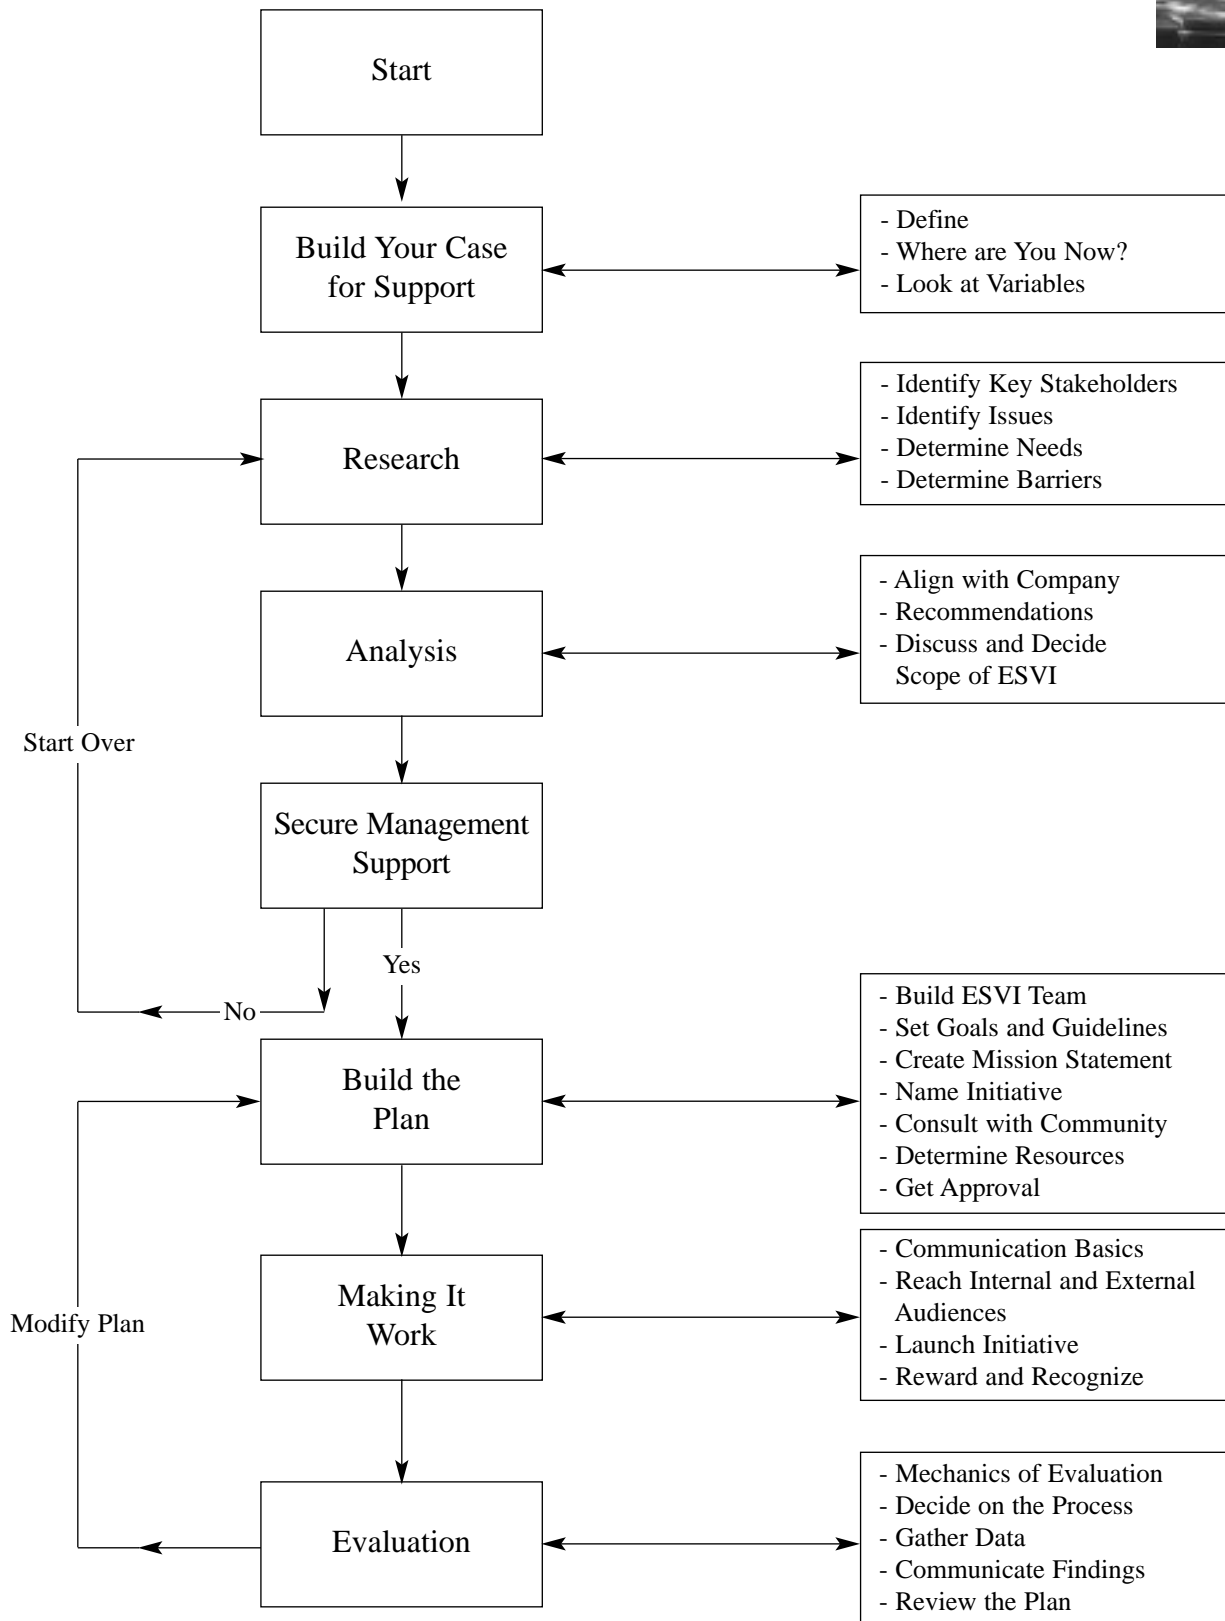 Start
Build Your Case
for Support
- Define
- Where are You Now?
- Look at Variables
Research
- Identify Key Stakeholders
- Identify Issues
- Determine Needs
- Determine Barriers
Analysis
- Align with Company
- Recommendations
- Discuss and Decide
Scope of ESVI
Start Over
Secure Management
Support
Yes
No
Build the
Plan
- Build ESVI Team
- Set Goals and Guidelines
- Create Mission Statement
- Name Initiative
- Consult with Community
- Determine Resources
- Get Approval
Making It
Work
- Communication Basics
- Reach Internal and External
Audiences
- Launch Initiative
- Reward and Recognize
Modify Plan
Evaluation
- Mechanics of Evaluation
- Decide on the Process
- Gather Data
- Communicate Findings
- Review the Plan